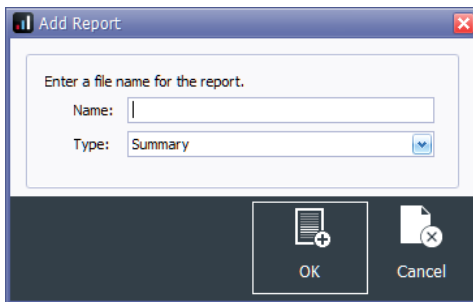 Add Report
Enter a file name for the report.
Name:
Type: Summary
OK Cancel